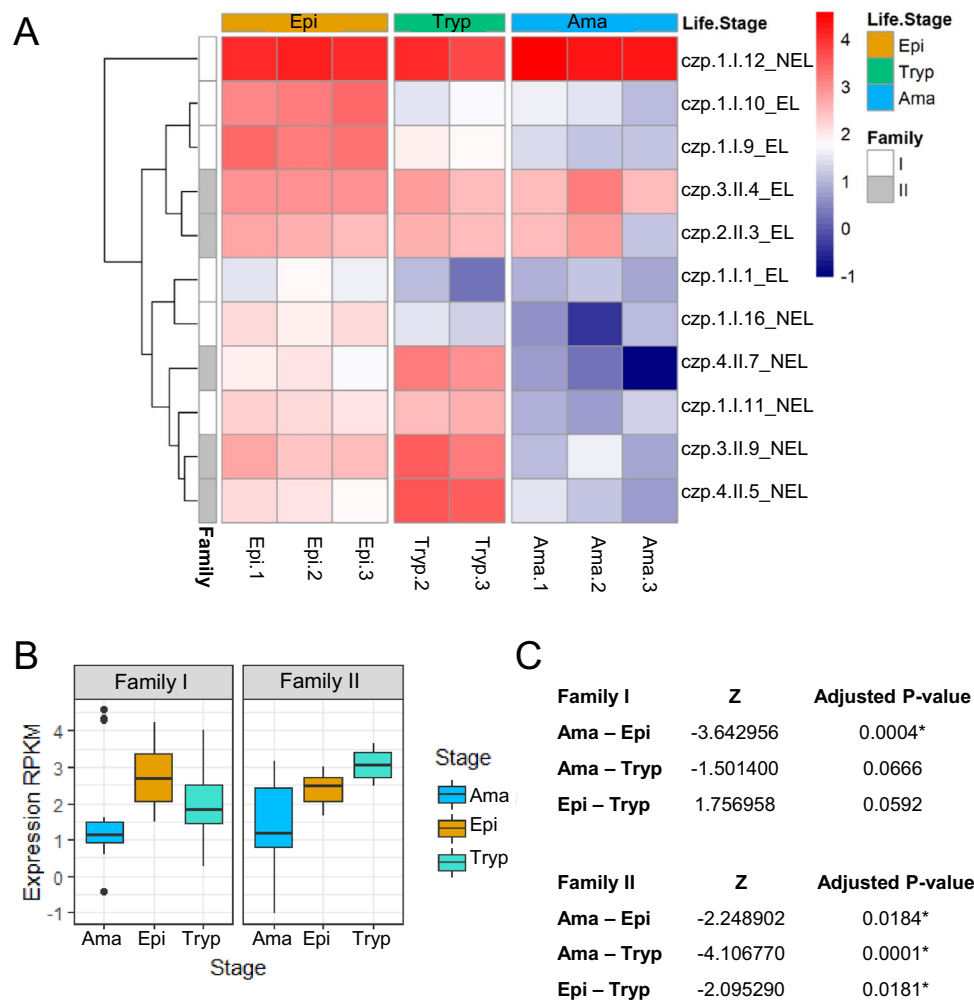 A
Epi Tryp Ama Life.Stage
Life.Stage
Epi
Tryp
Ama
Family
I
II
4
3
2
1
0
-1
czp.1.I.12_NEL
czp.1.I.10_EL
czp.1.I.9_EL
czp.3.II.4_EL
czp.2.II.3_EL
czp.1.I.1_EL
czp.1.I.16_NEL
czp.4.II.7_NEL
czp.1.I.11_NEL
czp.3.II.9_NEL
czp.4.II.5_NEL
Family
Epi.1
Epi.2
Epi.3
Tryp.2
Tryp.3
Ama.1
Ama.2
Ama.3
B
Family I Family II
Expression RPKM
4
3
2
1
0
-1
Ama Epi Tryp Ama Epi Tryp
Stage
Stage
Ama
Epi
Tryp
C
Family I Z Adjusted P-value
Ama – Epi -3.642956 0.0004*
Ama – Tryp -1.501400 0.0666
Epi – Tryp 1.756958 0.0592
Family II Z Adjusted P-value
Ama – Epi -2.248902 0.0184*
Ama – Tryp -4.106770 0.0001*
Epi – Tryp -2.095290 0.0181*